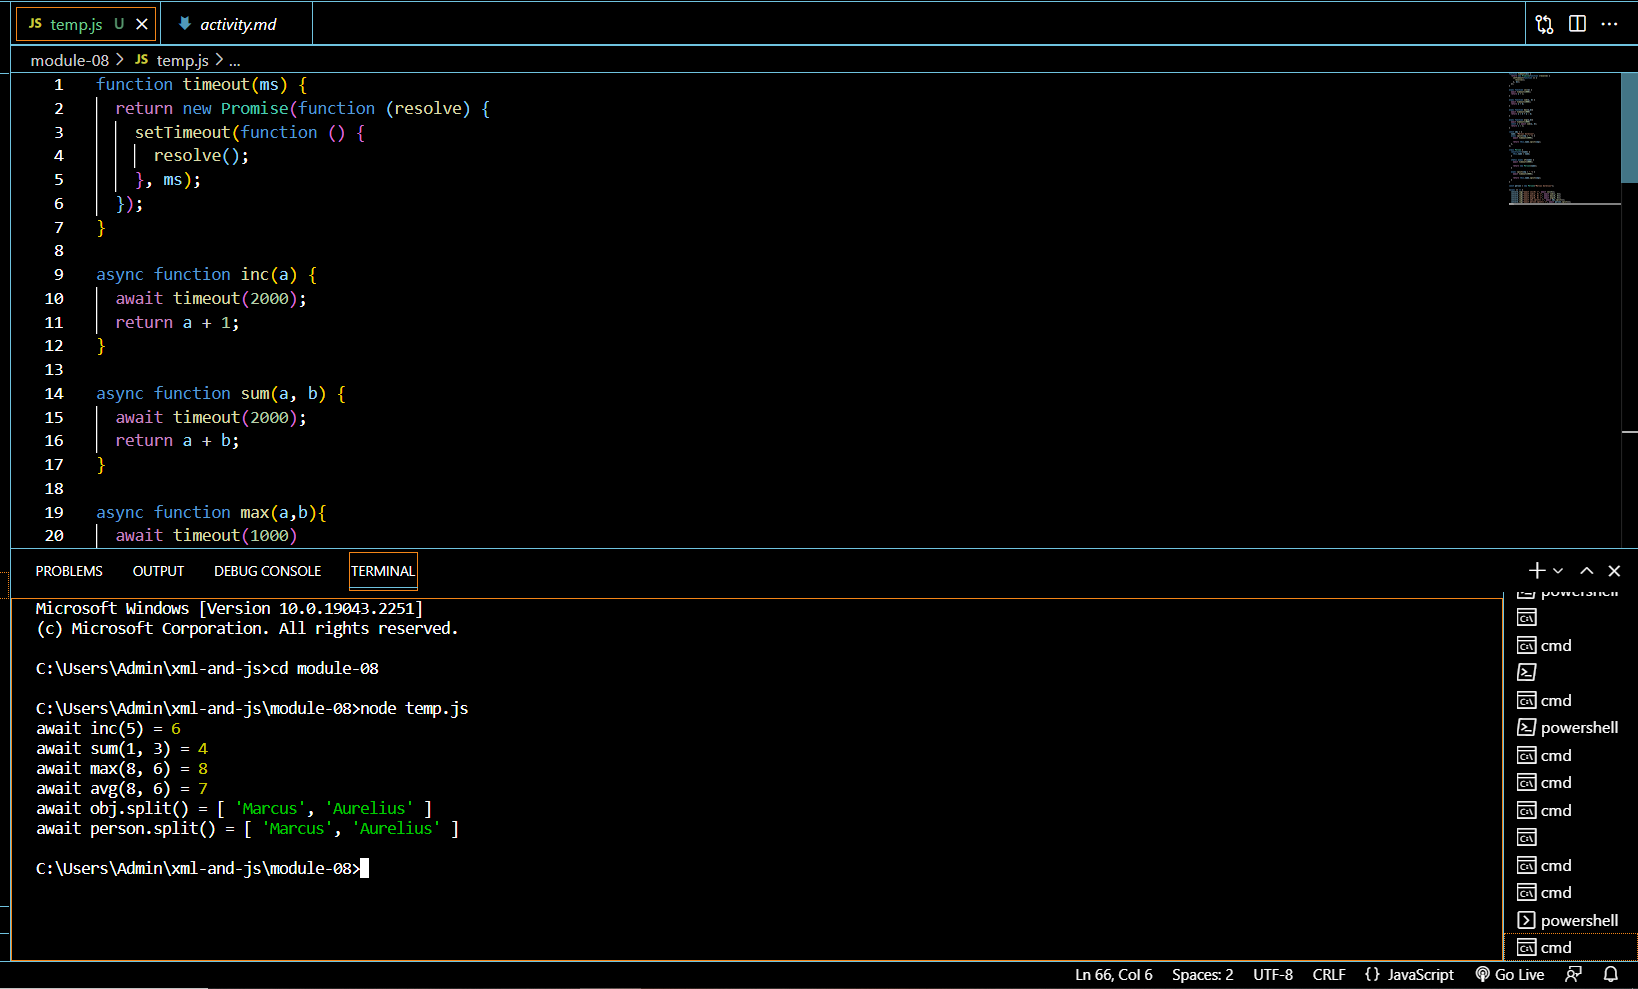 JS temp.js U
activity.md
module-08 > JS temp.js > ...
1 function timeout(ms) {
2 return new Promise(function (resolve) {
3 setTimeout(function () {
4 resolve();
5 }, ms);
6 });
7 }
8
9 async function inc(a) {
10 await timeout(2000);
11 return a + 1;
12 }
13
14 async function sum(a, b) {
15 await timeout(2000);
16 return a + b;
17 }
18
19 async function max(a,b){
20 await timeout(1000)
PROBLEMS OUTPUT DEBUG CONSOLE TERMINAL
Microsoft Windows [Version 10.0.19043.2251]
(c) Microsoft Corporation. All rights reserved.
C:\Users\Admin\xml-and-js>cd module-08
C:\Users\Admin\xml-and-js\module-08>node temp.js
await inc(5) = 6
await sum(1, 3) = 4
await max(8, 6) = 8
await avg(8, 6) = 7
await obj.split() = [ 'Marcus', 'Aurelius' ]
await person.split() = [ 'Marcus', 'Aurelius' ]
C:\Users\Admin\xml-and-js\module-08>
powershell
cmd
cmd
powershell
cmd
cmd
cmd
cmd
cmd
powershell
cmd
Ln 66, Col 6 Spaces: 2 UTF-8 CRLF {} JavaScript Go Live